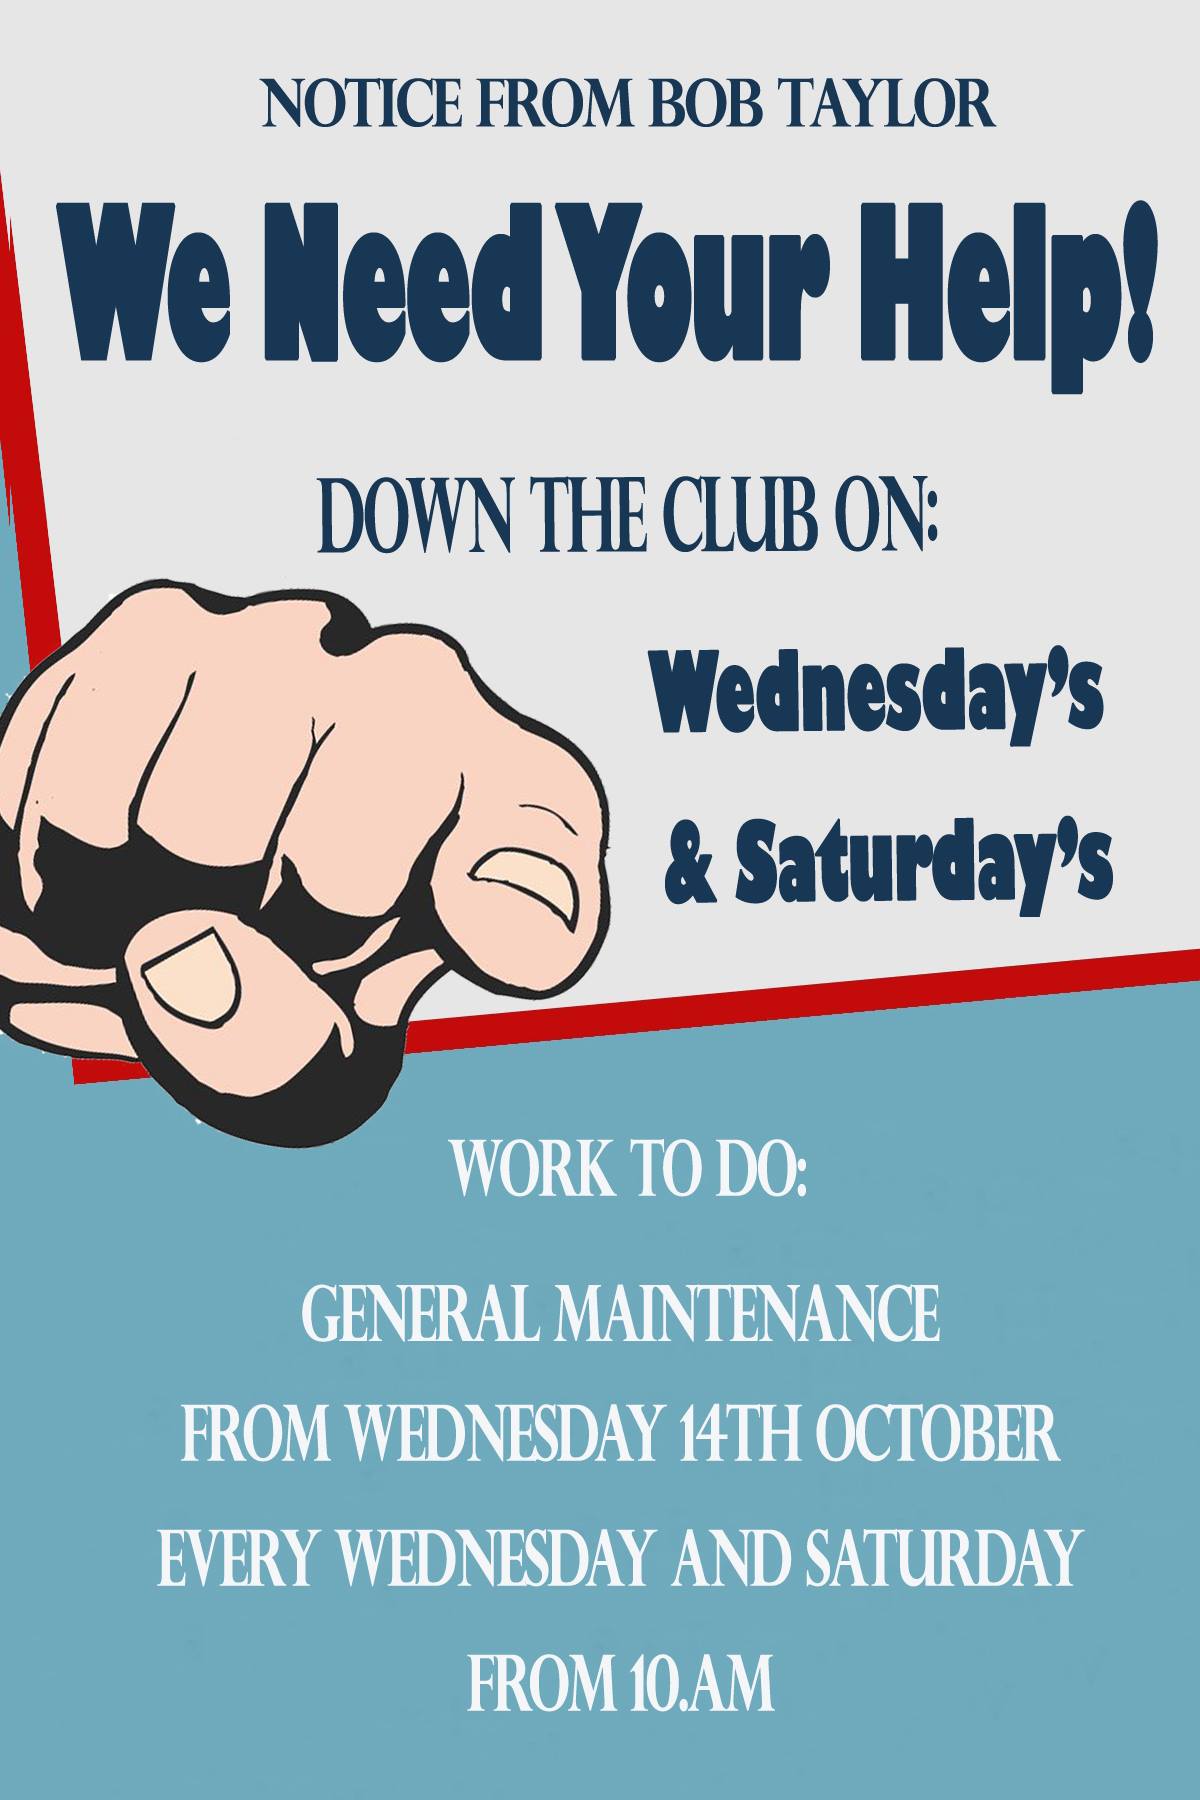 NOTICE FROM BOB TAYLOR
We Need Your Help!
DOWN THE CLUB ON:
Wednesday's
& Saturday's
WORK TO DO:
GENERAL MAINTENANCE
FROM WEDNESDAY 14TH OCTOBER
EVERY WEDNESDAY AND SATURDAY
FROM 10.AM